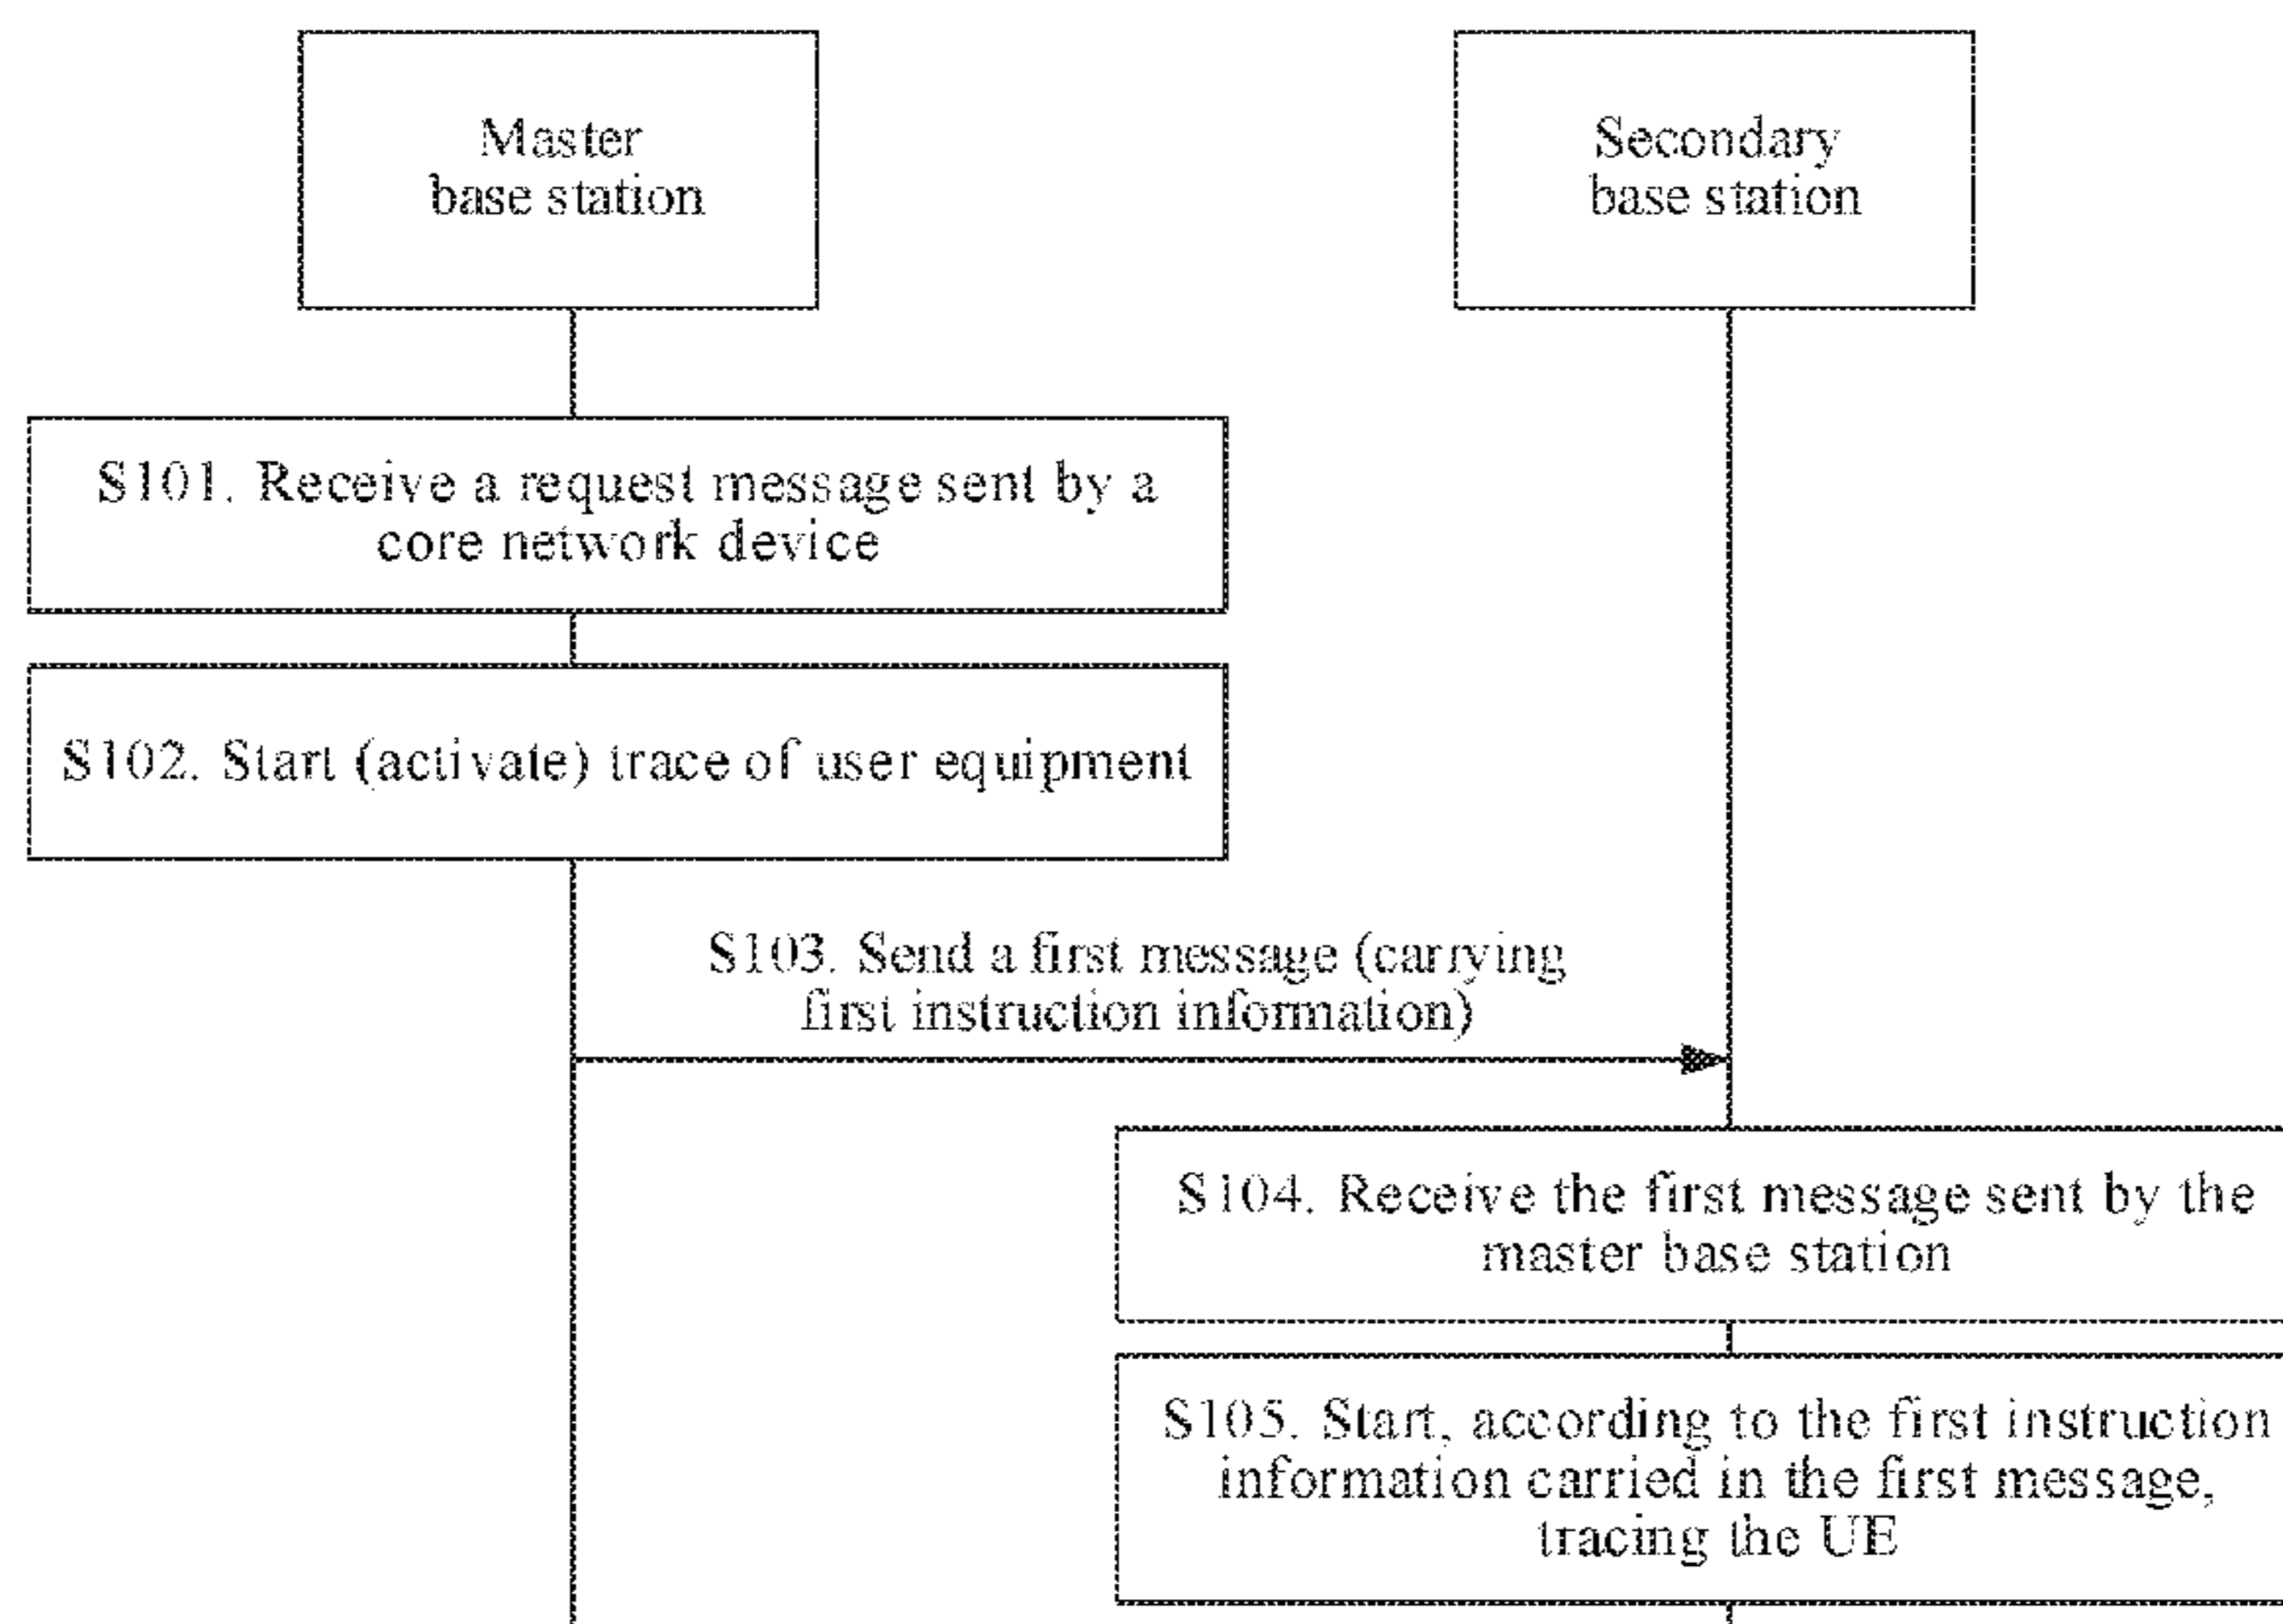 Master
base station
Secondary
base station
S101. Receive a request message sent by a
core network device
S102. Start (activate) trace of user equipment
S103. Send a first message (carrying
first instruction information)
S104. Receive the first message sent by the
master base station
S105. Start, according to the first instruction
information carried in the first message,
tracing the UE